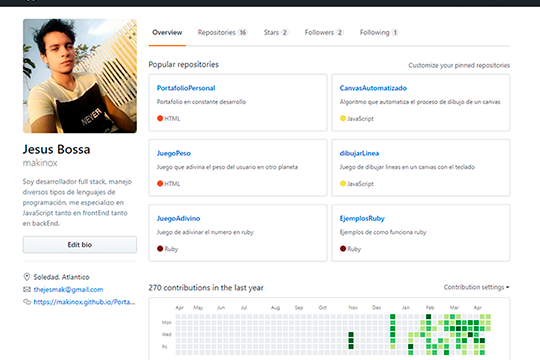 Overview
Repositories 16
Stars 2
Followers 2
Following 1
NEVER
Jesus Bossa
makinox
Soy desarrollador full stack, manejo
diversos tipos de lenguajes de
programación, me especializo en
JavaScript tanto en frontEnd tanto
en backEnd.
Edit bio
Soledad. Atlantico
thejesmak@gmail.com
https://makinox.github.io/Porta...
Popular repositories
Customize your pinned repositories
PortafolioPersonal
Portafolio en constante desarrollo
HTML
CanvasAutomatizado
Algoritmo que automatiza el proceso de dibujo de un canvas
JavaScript
JuegoPeso
Juego que adivina el peso del usuario en otro planeta
HTML
dibujarLinea
Juego de dibujar lineas en un canvas con el teclado
JavaScript
JuegoAdivino
Juego de adivinar el numero en ruby
Ruby
EjemplosRuby
Ejemplos de como funciona ruby
Ruby
270 contributions in the last year
Contribution settings
Apr May Jun Jul Aug Sep Oct Nov Dec Jan Feb Mar Apr
Mon
Wed